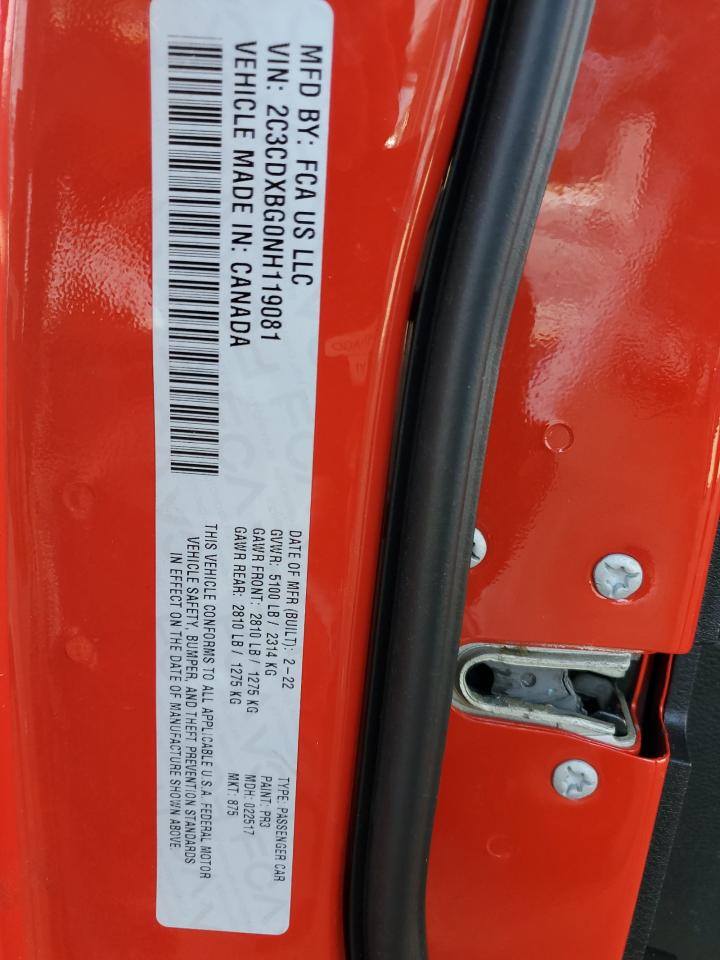 MFD BY: FCA US LLC
VIN: 2C3CDXBG0NH119081
VEHICLE MADE IN: CANADA
DATE OF MFR (BUILT): 2-22
GVWR: 5100 LB / 2314 KG
GAWR FRONT: 2810 LB / 1275 KG
GAWR REAR: 2810 LB / 1275 KG
TYPE: PASSENGER CAR
PAINT: PR3
MDH: 022517
MKT: 875
THIS VEHICLE CONFORMS TO ALL APPLICABLE U.S.A. FEDERAL MOTOR
VEHICLE SAFETY, BUMPER, AND THEFT PREVENTION STANDARDS
IN EFFECT ON THE DATE OF MANUFACTURE SHOWN ABOVE.